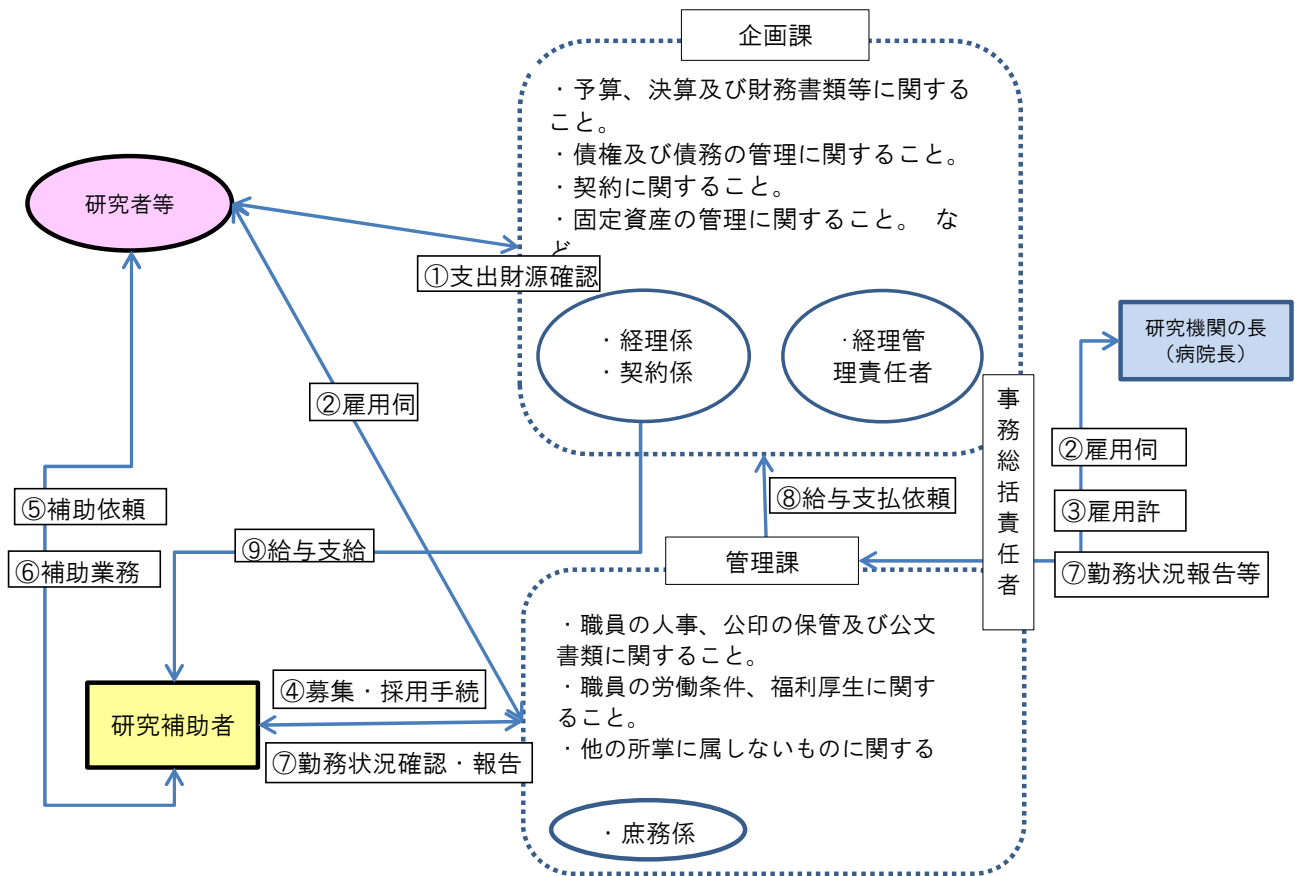 企画課
・予算、決算及び財務書類等に関する
こと。
・債権及び債務の管理に関すること。
・契約に関すること。
・固定資産の管理に関すること。 な
ど
研究者等
①支出財源確認
・経理係
・契約係
・経管
理責任者
研究機関の長
（病院長）
事務総括責任者
②雇用伺
②雇用伺
③雇用許
⑤補助依頼
⑥補助業務
⑧給与支払依頼
⑨給与支給
管理課
⑦勤務状況報告等
・職員の人事、公印の保管及び公文
書類に関すること。
・職員の労働条件、福利厚生に関す
ること。
・他の所掌に属しないものに関する
④募集・採用手続
研究補助者
⑦勤務状況確認・報告
・庶務係